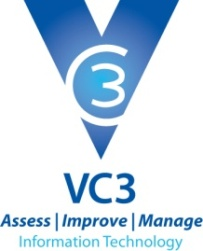 C3
VC3
Assess | Improve | Manage
Information Technology